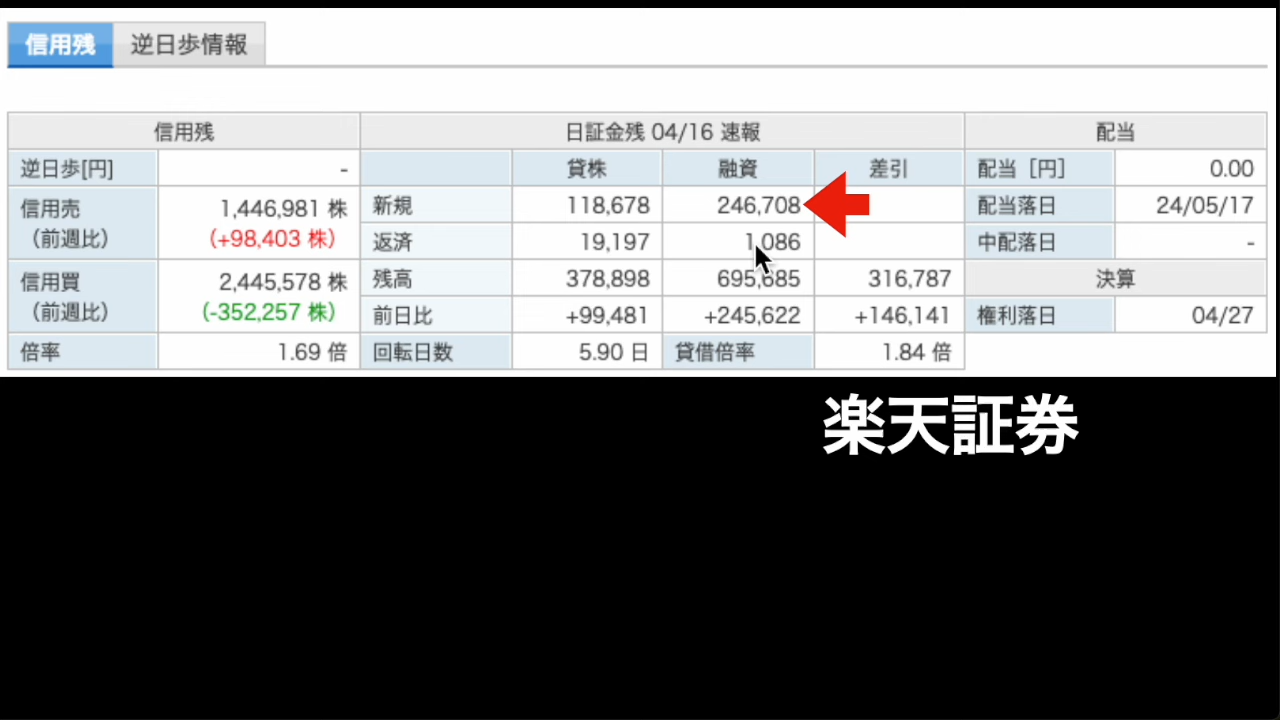 信用残 逆日歩情報
信用残 日証金残 04/16 速報 配当
逆日歩[円] - 貸株 融資 差引 配当［円］ 0.00
信用売 1,446,981 株 新規 118,678 246,708 配当落日 24/05/17
（前週比） (+98,403 株) 返済 19,197 1,086 中配落日 -
信用買 2,445,578 株 残高 378,898 695,685 316,787 決算
（前週比） (-352,257 株) 前日比 +99,481 +245,622 +146,141 権利落日 04/27
倍率 1.69 倍 回転日数 5.90 日 貸借倍率 1.84 倍
楽天証券